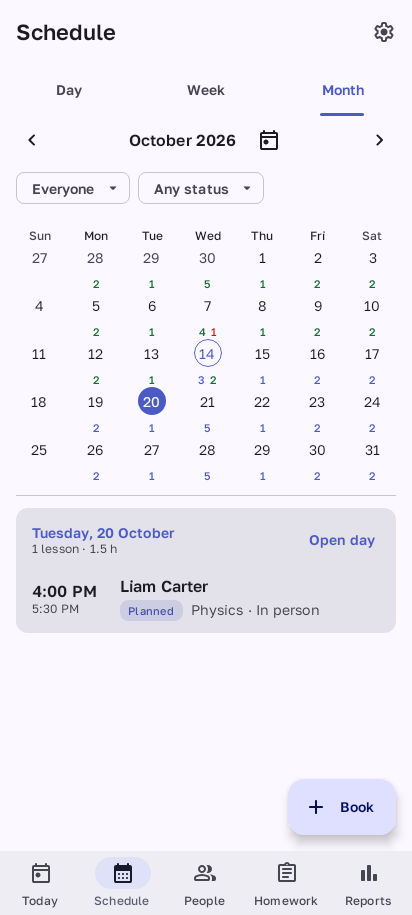 Schedule
Day Week Month
October 2026
Everyone Any status
Sun Mon Tue Wed Thu Fri Sat
27 28 29 30 1 2 3
2 1 5 1 2 2
4 5 6 7 8 9 10
2 1 4 1 1 2 2
11 12 13 14 15 16 17
2 1 3 2 1 2 2
18 19 20 21 22 23 24
2 1 5 1 2 2
25 26 27 28 29 30 31
2 1 5 1 2 2
Tuesday, 20 October
1 lesson · 1.5 h
Open day
4:00 PM Liam Carter
5:30 PM Planned Physics · In person
Book
Today Schedule People Homework Reports